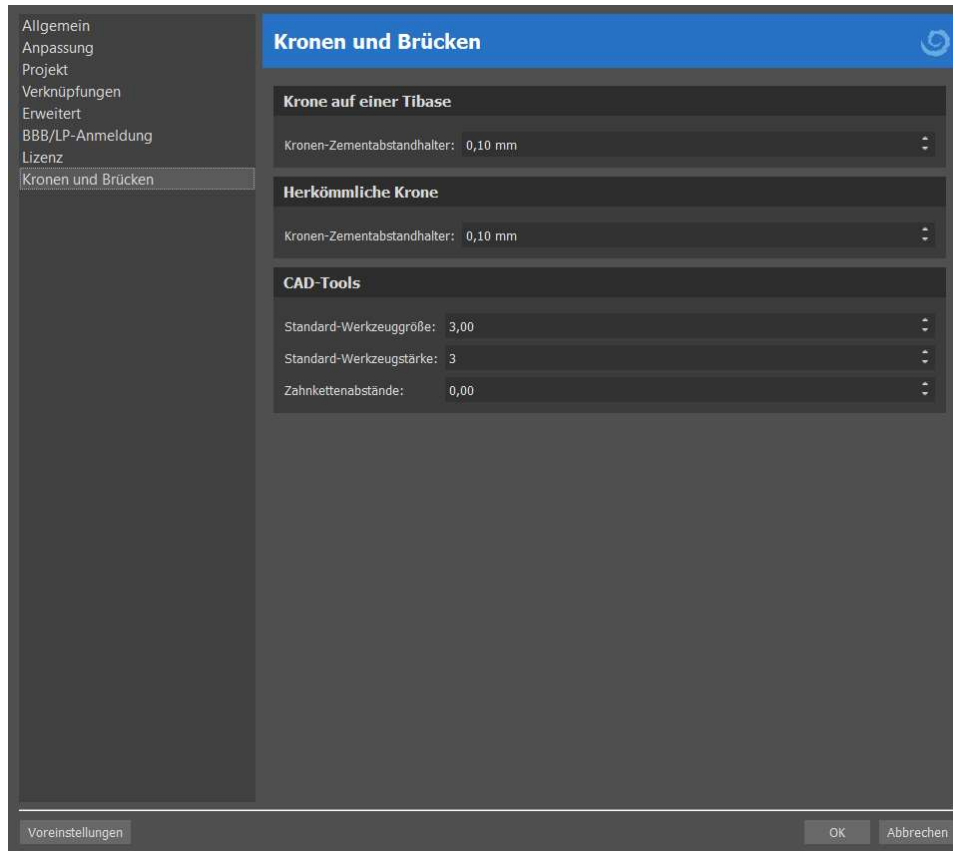 Allgemein
Anpassung
Projekt
Verknüpfungen
Erweitert
BBB/LP-Anmeldung
Lizenz
Kronen und Brücken
Kronen und Brücken
Krone auf einer Tibase
Kronen-Zementabstandhalter: 0,10 mm
Herkömmliche Krone
Kronen-Zementabstandhalter: 0,10 mm
CAD-Tools
Standard-Werkzeuggröße: 3,00
Standard-Werkzeugstärke: 3
Zahnkettenabstände: 0,00
Voreinstellungen
OK
Abbrechen